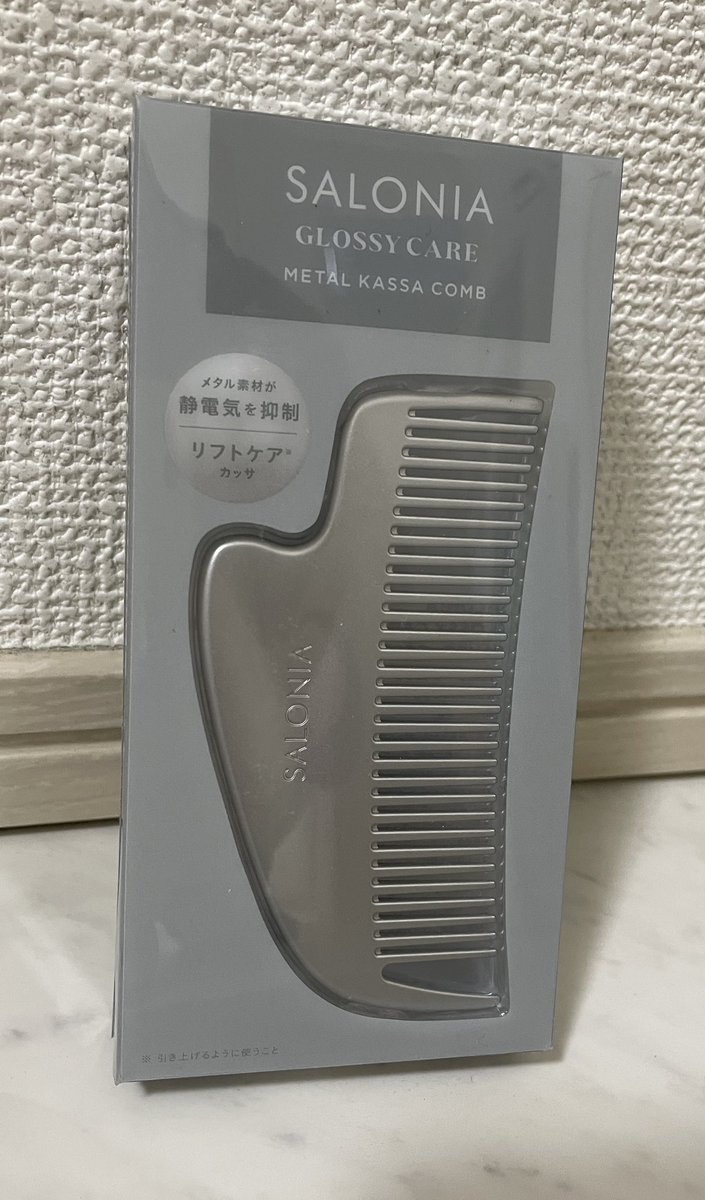 SALONIA
GLOSSY CARE
METAL KASSA COMB
メタル素材が
静電気を抑制
リフトケア※
カッサ
SALONIA
※ 引き上げるように使うこと